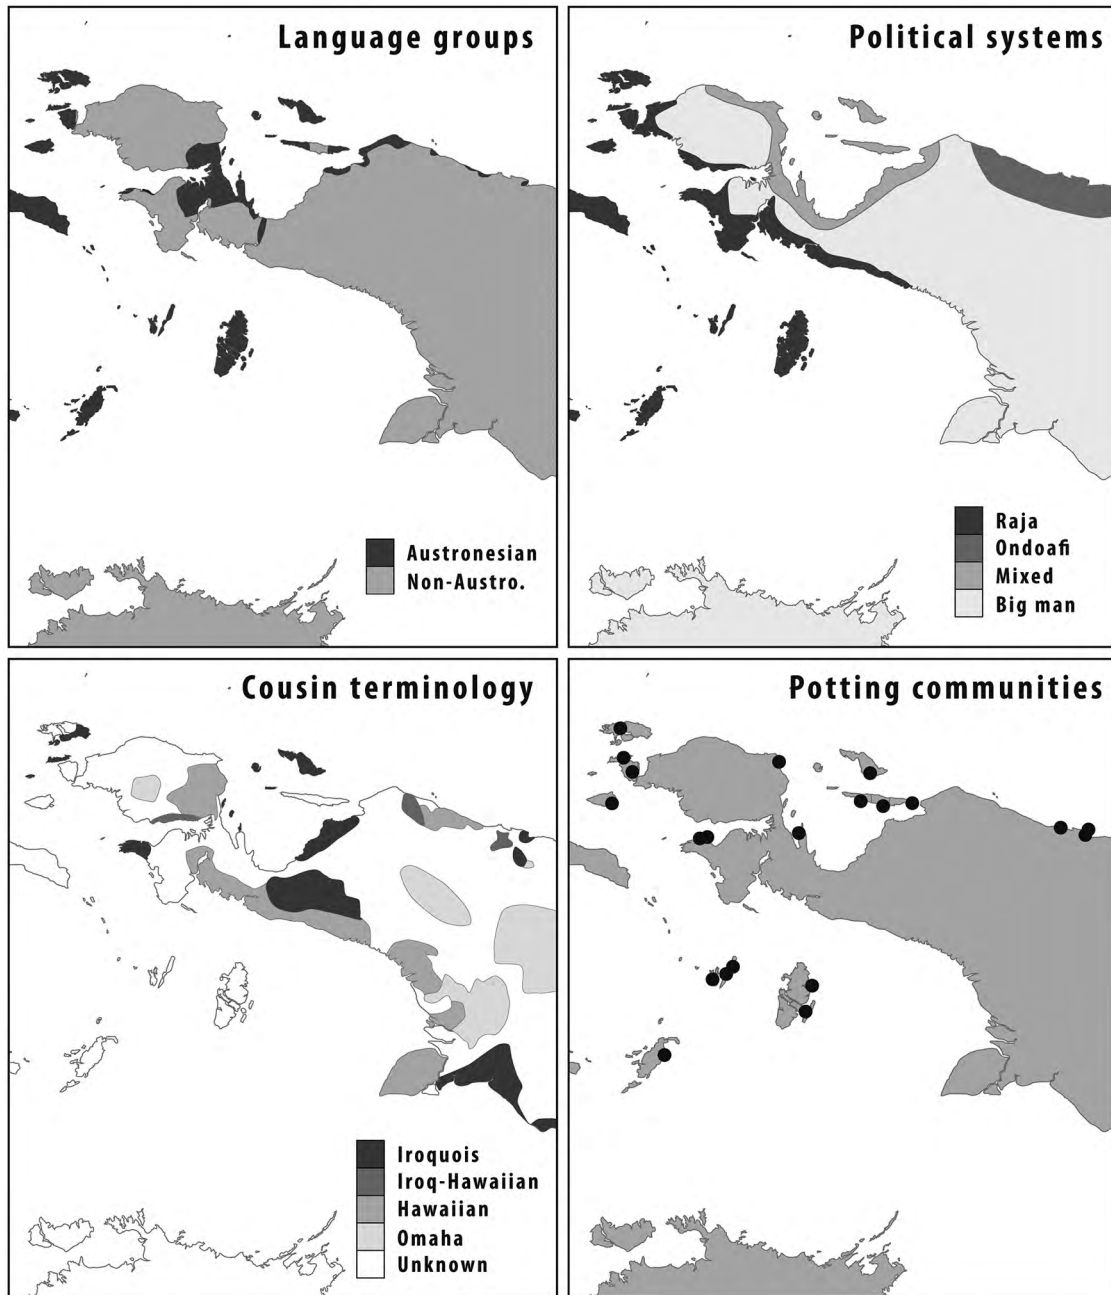 Language groups
Austronesian
Non-Austro.
Political systems
Raja
Ondoafi
Mixed
Big man
Cousin terminology
Iroquois
Iroq-Hawaiian
Hawaiian
Omaha
Unknown
Potting communities